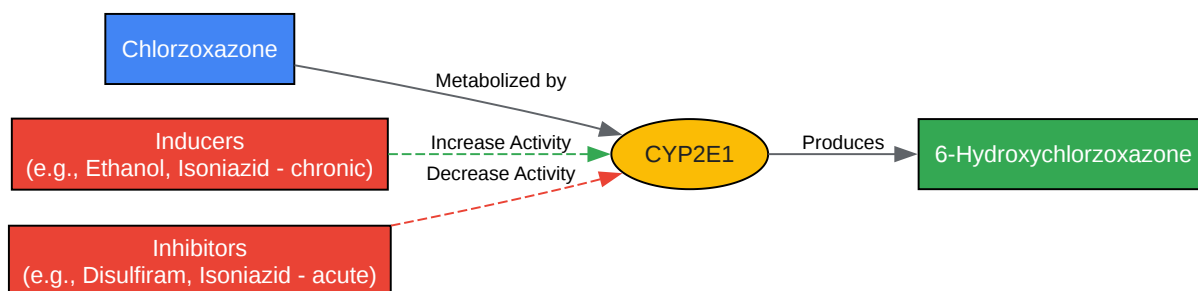 Chlorzoxazone
Metabolized by
Inducers
(e.g., Ethanol, Isoniazid - chronic)
Increase Activity
Decrease Activity
CYP2E1
Produces
6-Hydroxychlorzoxazone
Inhibitors
(e.g., Disulfiram, Isoniazid - acute)